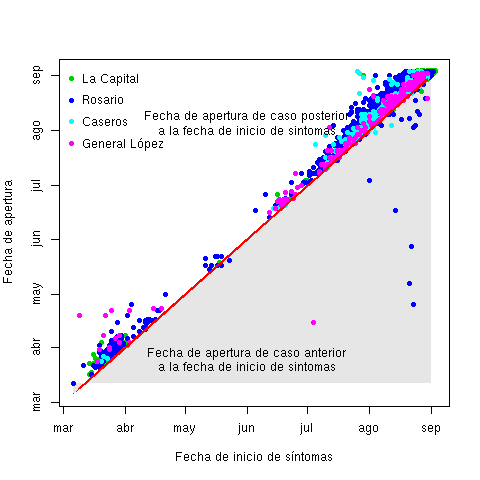 La Capital
Rosario
Caseros
General López
Fecha de apertura de caso posterior
a la fecha de inicio de síntomas
Fecha de apertura de caso anterior
a la fecha de inicio de síntomas
Fecha de apertura
mar
abr
may
jun
jul
ago
sep
mar
abr
may
jun
jul
ago
sep
Fecha de inicio de síntomas